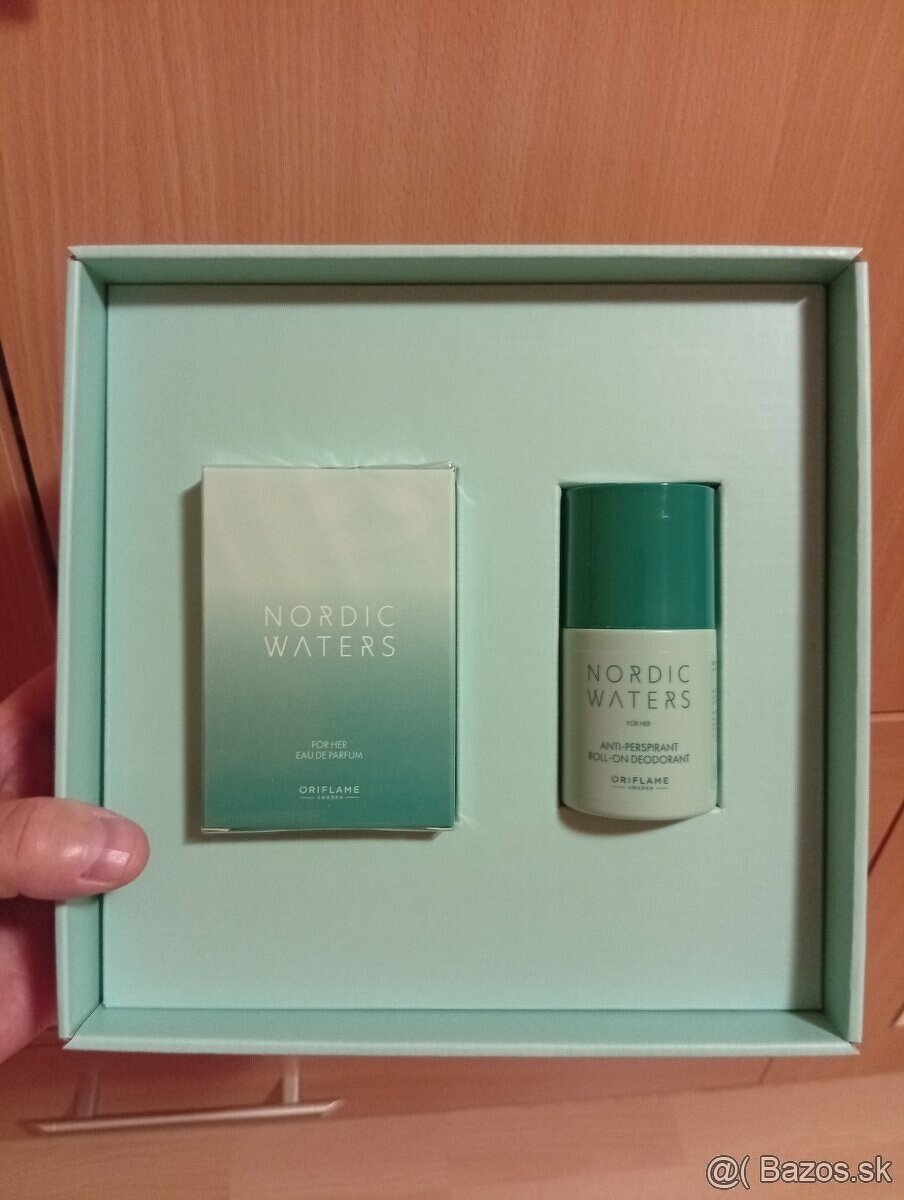 NORDIC
WATERS
FOR HER
EAU DE PARFUM
ORIFLAME
SWEDEN
NORDIC
WATERS
FOR HER
ANTI-PERSPIRANT
ROLL-ON DEODORANT
ORIFLAME
SWEDEN
@( Bazos.sk